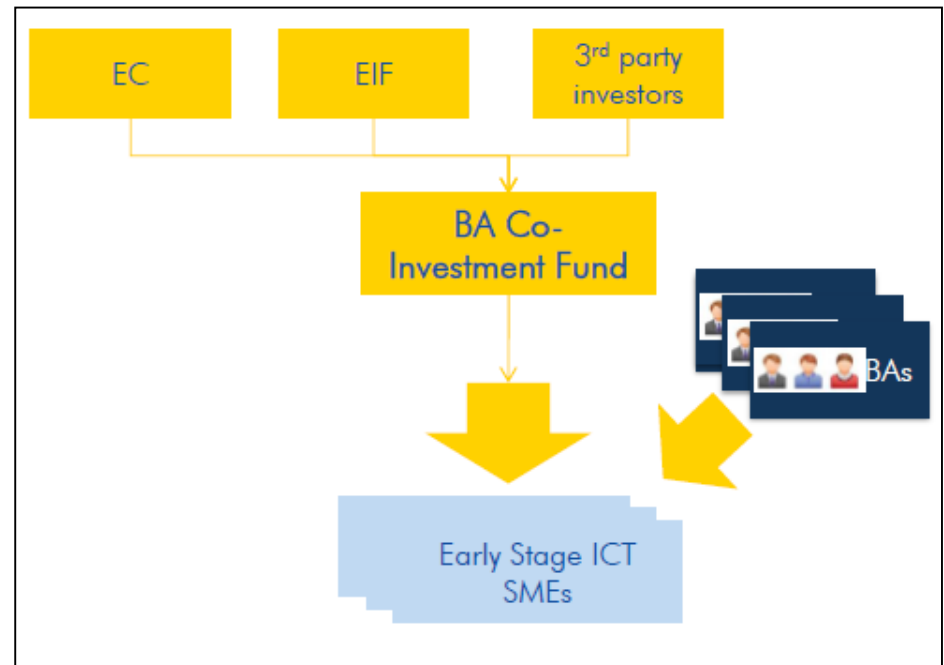 EC
EIF
3rd party
investors
BA Co-
Investment Fund
BAs
Early Stage ICT
SMEs